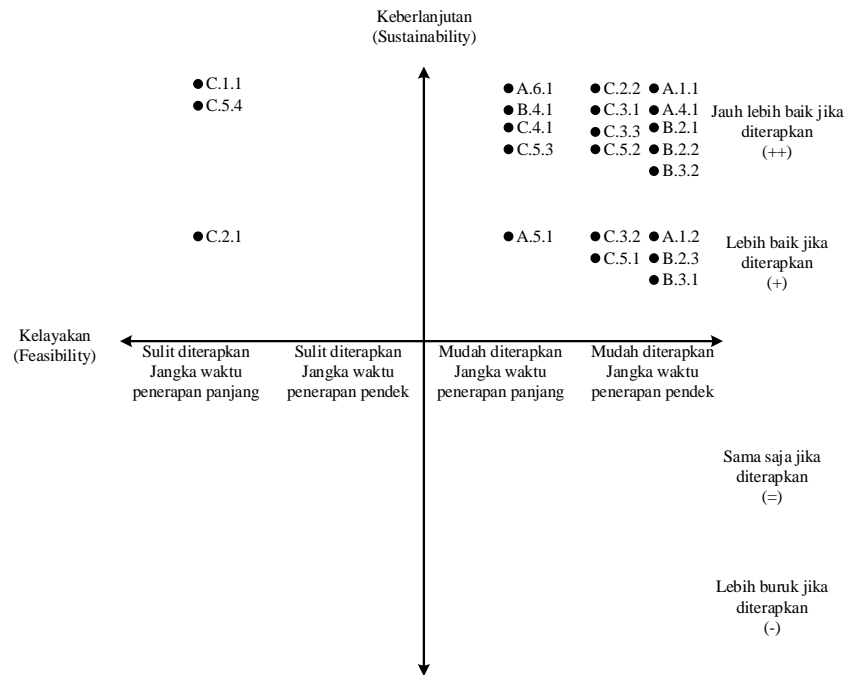 Keberlanjutan
(Sustainability)
C.1.1
C.5.4
A.6.1
B.4.1
C.4.1
C.5.3
C.2.2
C.3.1
C.3.3
C.5.2
A.1.1
A.4.1
B.2.1
B.2.2
B.3.2
Jauh lebih baik jika
diterapkan
(++)
C.2.1
A.5.1
C.3.2
C.5.1
A.1.2
B.2.3
B.3.1
Lebih baik jika
diterapkan
(+)
Kelayakan
(Feasibility)
Sulit diterapkan
Jangka waktu
penerapan panjang
Sulit diterapkan
Jangka waktu
penerapan pendek
Mudah diterapkan
Jangka waktu
penerapan panjang
Mudah diterapkan
Jangka waktu
penerapan pendek
Sama saja jika
diterapkan
(=)
Lebih buruk jika
diterapkan
(-)